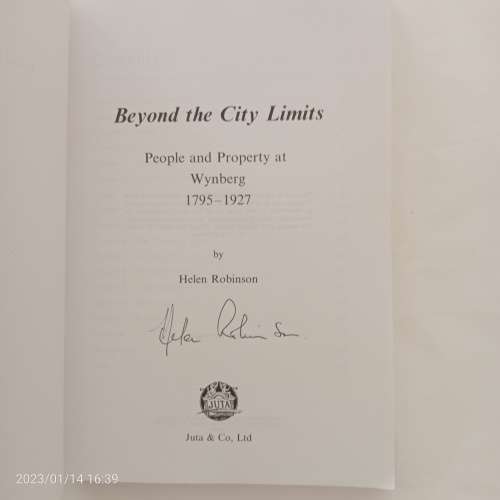 Beyond the City Limits
People and Property at
Wynberg
1795–1927
by
Helen Robinson
Helen Robinson
JUTA
Juta & Co, Ltd
2023/01/14 16:39